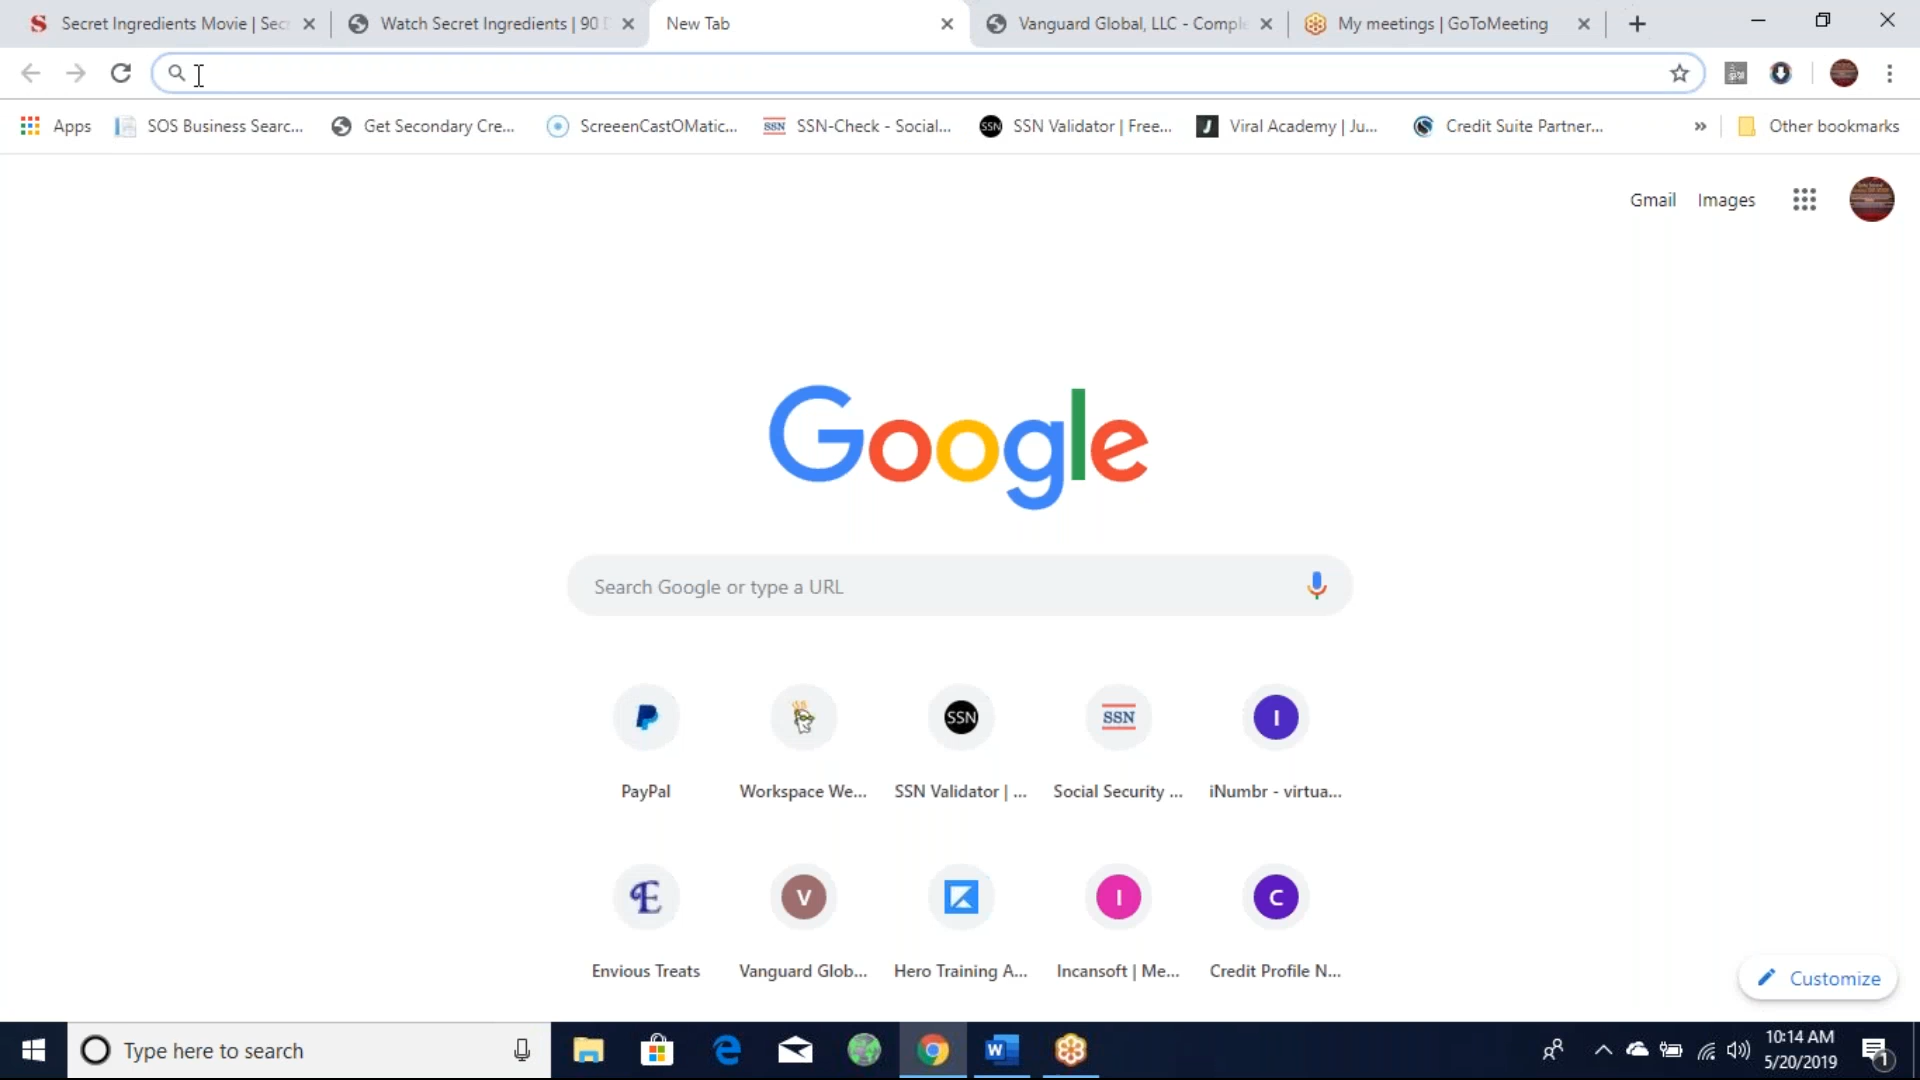 Secret Ingredients Movie | Sec
Watch Secret Ingredients | 90 D
New Tab
Vanguard Global, LLC - Comple
My meetings | GoToMeeting
Apps
SOS Business Searc...
Get Secondary Cre...
ScreeenCastOMatic...
SSN
SSN-Check - Social...
SSN
SSN Validator | Free...
J
Viral Academy | Ju...
Credit Suite Partner...
»
Other bookmarks
Gmail
Images
Google
Search Google or type a URL
SSN
SSN
I
PayPal
Workspace We...
SSN Validator | ...
Social Security ...
iNumbr - virtua...
E
V
I
C
Envious Treats
Vanguard Glob...
Hero Training A...
Incansoft | Me...
Credit Profile N...
Customize
Type here to search
10:14 AM
5/20/2019
1